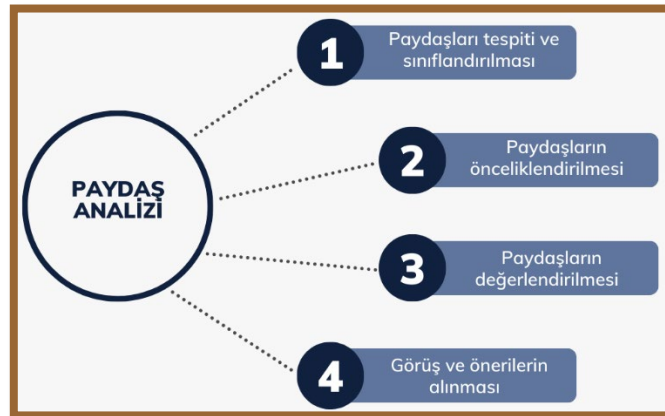 PAYDAŞ
ANALİZİ
1
Paydaşları tespiti ve
sınıflandırılması
2
Paydaşların
önceliklendirilmesi
3
Paydaşların
değerlendirilmesi
4
Görüş ve önerilerin
alınması